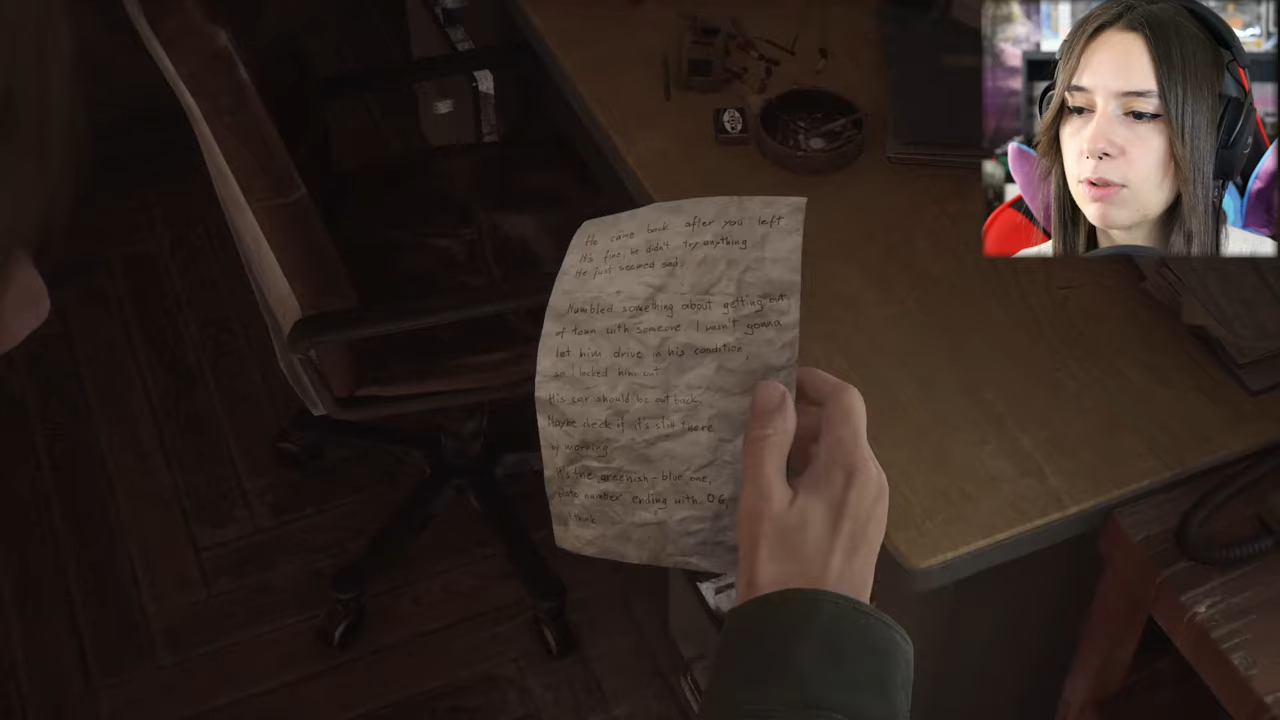 He came back after you left
It's fine, he didn't try anything
He just seemed sad.
Mumbled something about getting out
of town with someone. I wasn't gonna
let him drive in his condition,
so I locked him out
His car should be out back.
Maybe check if it's still there
by morning.
It's the greenish-blue one,
plate number ending with 0G,
I think